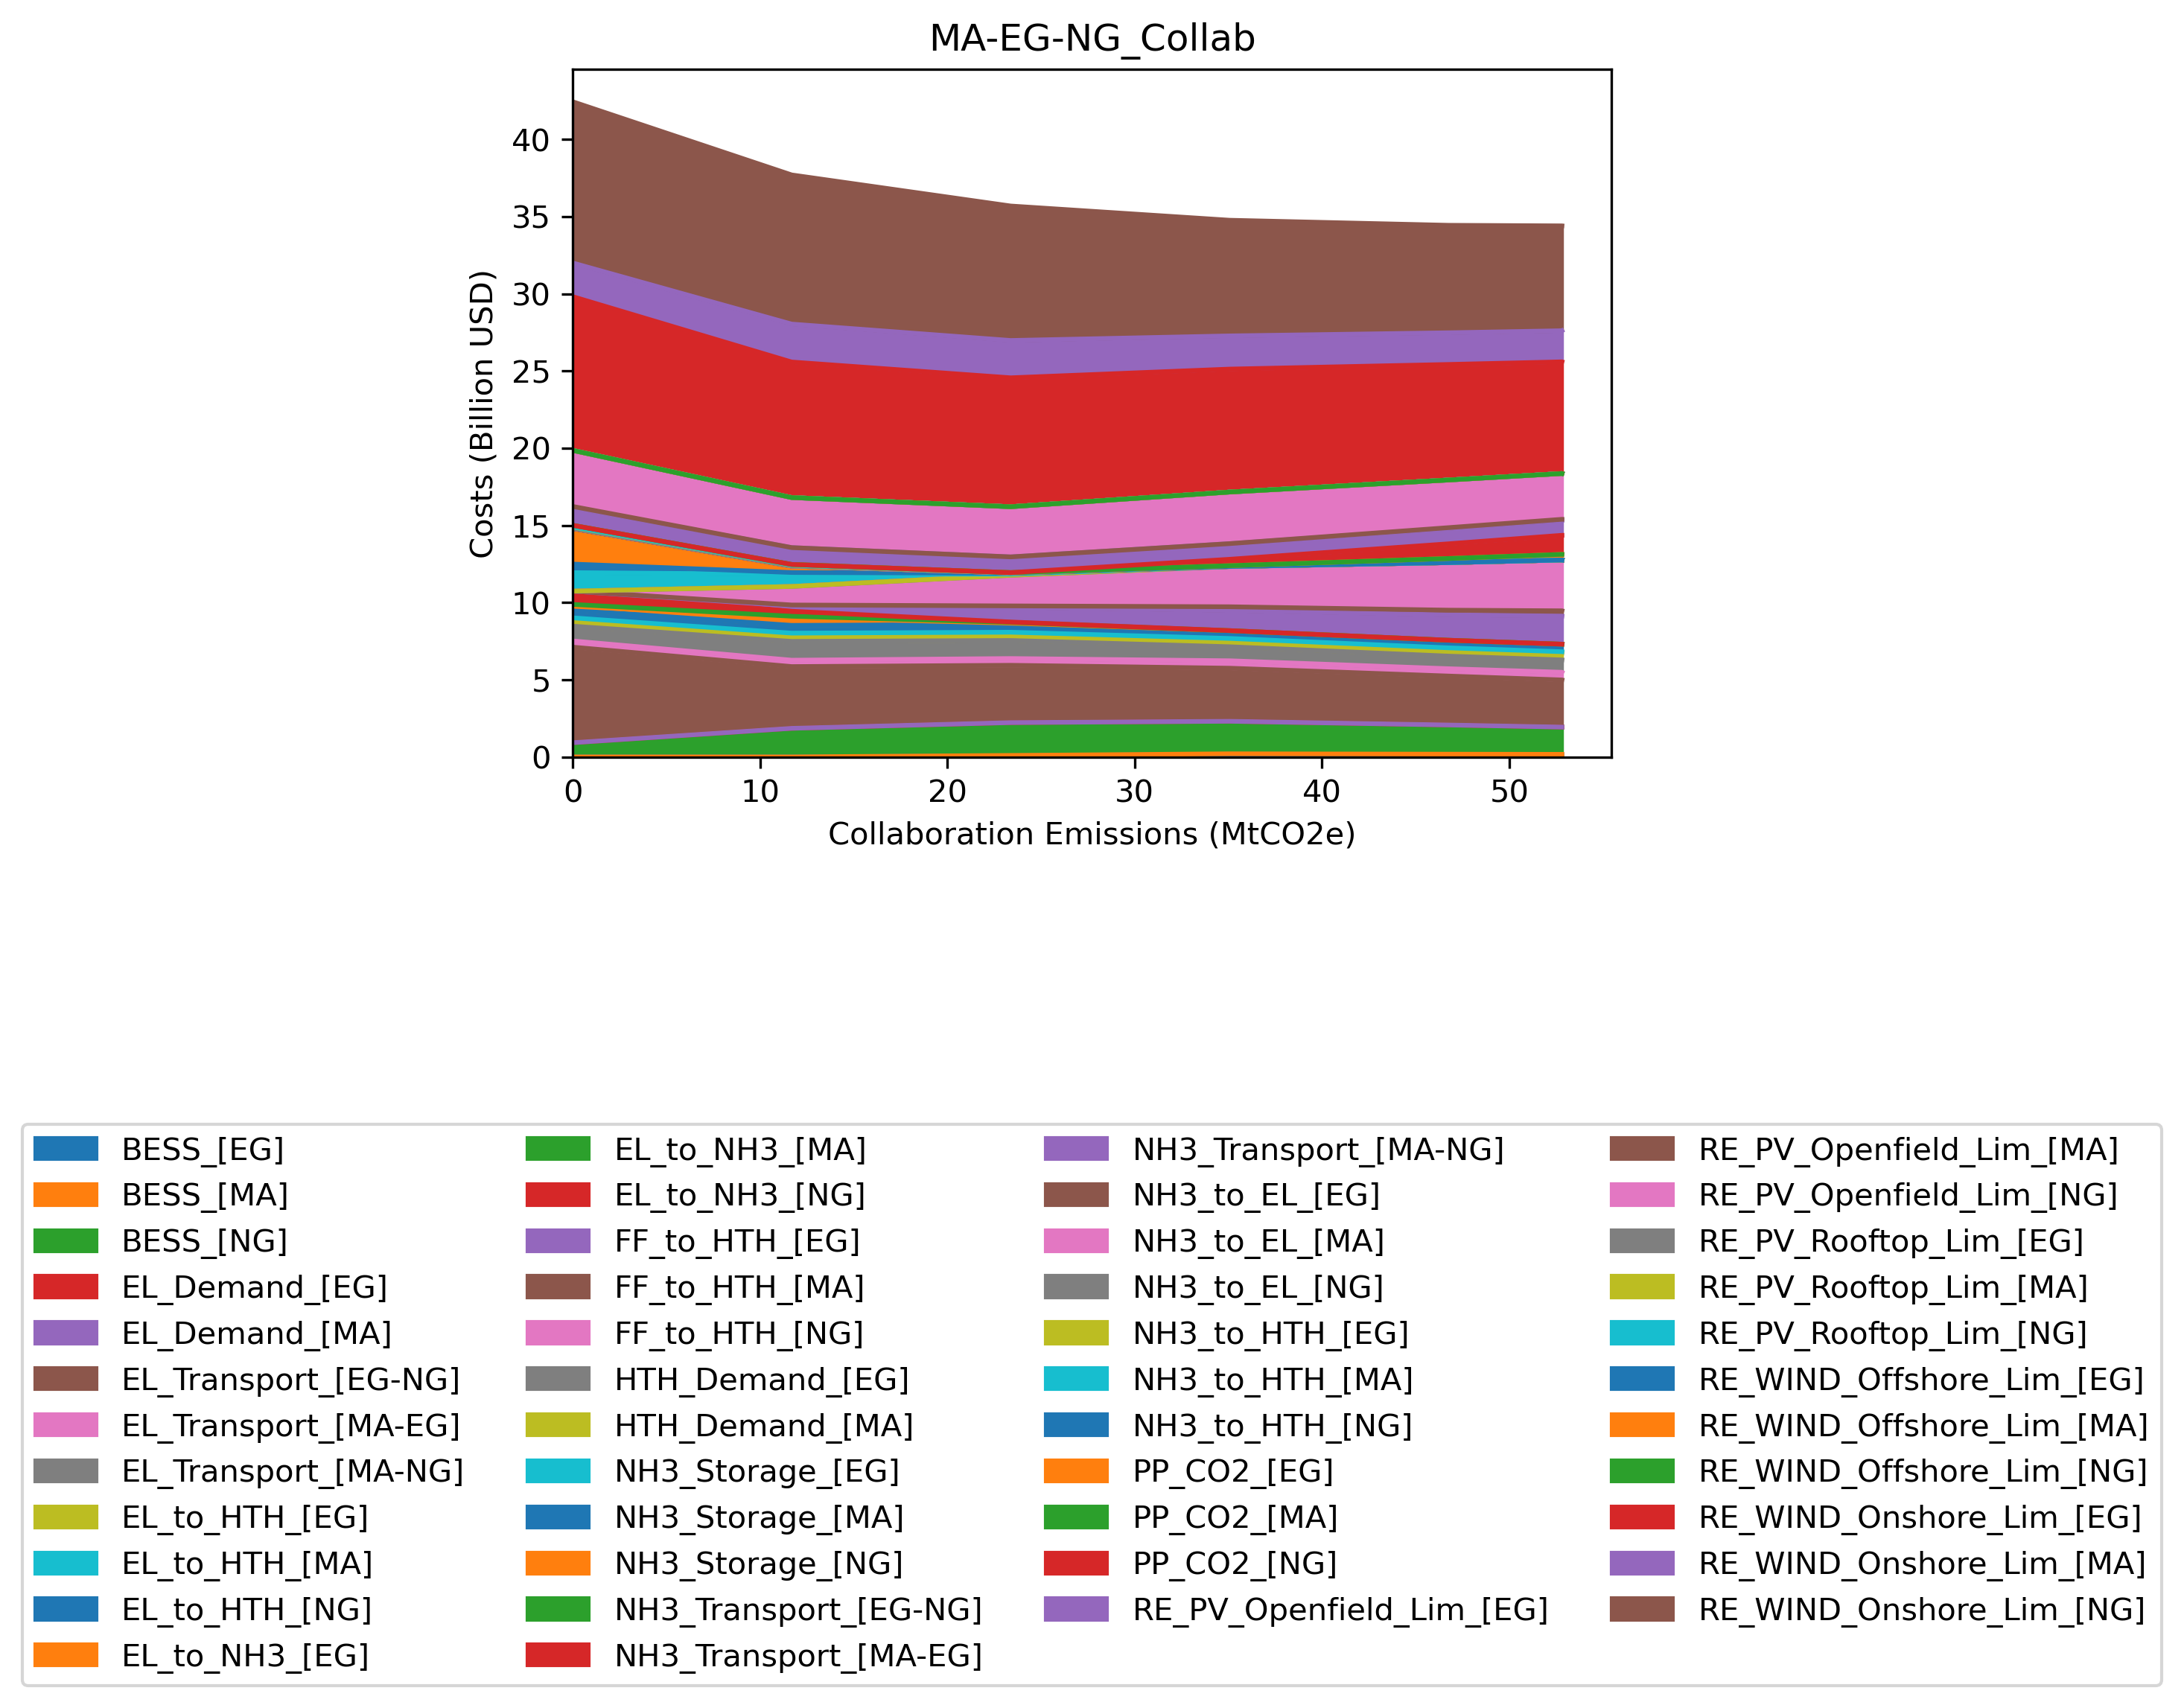 MA-EG-NG_Collab
Costs (Billion USD)
40
35
30
25
20
15
10
5
0
0 10 20 30 40 50
Collaboration Emissions (MtCO2e)
BESS_[EG]
BESS_[MA]
BESS_[NG]
EL_Demand_[EG]
EL_Demand_[MA]
EL_Transport_[EG-NG]
EL_Transport_[MA-EG]
EL_Transport_[MA-NG]
EL_to_HTH_[EG]
EL_to_HTH_[MA]
EL_to_HTH_[NG]
EL_to_NH3_[EG]
EL_to_NH3_[MA]
EL_to_NH3_[NG]
FF_to_HTH_[EG]
FF_to_HTH_[MA]
FF_to_HTH_[NG]
HTH_Demand_[EG]
HTH_Demand_[MA]
NH3_Storage_[EG]
NH3_Storage_[MA]
NH3_Storage_[NG]
NH3_Transport_[EG-NG]
NH3_Transport_[MA-EG]
NH3_Transport_[MA-NG]
NH3_to_EL_[EG]
NH3_to_EL_[MA]
NH3_to_EL_[NG]
NH3_to_HTH_[EG]
NH3_to_HTH_[MA]
NH3_to_HTH_[NG]
PP_CO2_[EG]
PP_CO2_[MA]
PP_CO2_[NG]
RE_PV_Openfield_Lim_[EG]
RE_PV_Openfield_Lim_[MA]
RE_PV_Openfield_Lim_[NG]
RE_PV_Rooftop_Lim_[EG]
RE_PV_Rooftop_Lim_[MA]
RE_PV_Rooftop_Lim_[NG]
RE_WIND_Offshore_Lim_[EG]
RE_WIND_Offshore_Lim_[MA]
RE_WIND_Offshore_Lim_[NG]
RE_WIND_Onshore_Lim_[EG]
RE_WIND_Onshore_Lim_[MA]
RE_WIND_Onshore_Lim_[NG]